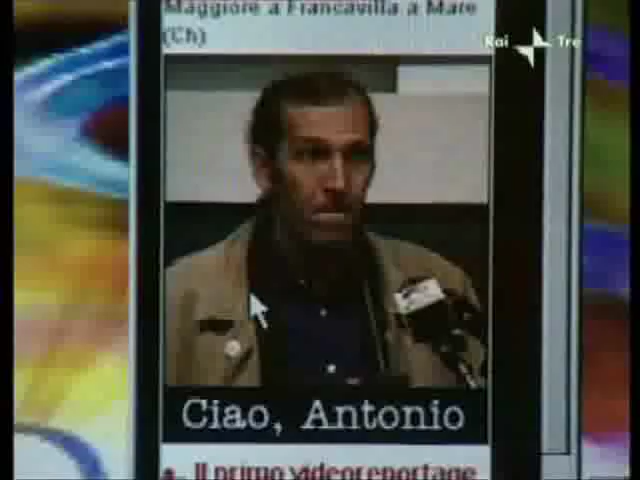 Maggiore a Francavilla a Mare
(Ch)
Rai Tre
Ciao, Antonio
Il primo videoreportage